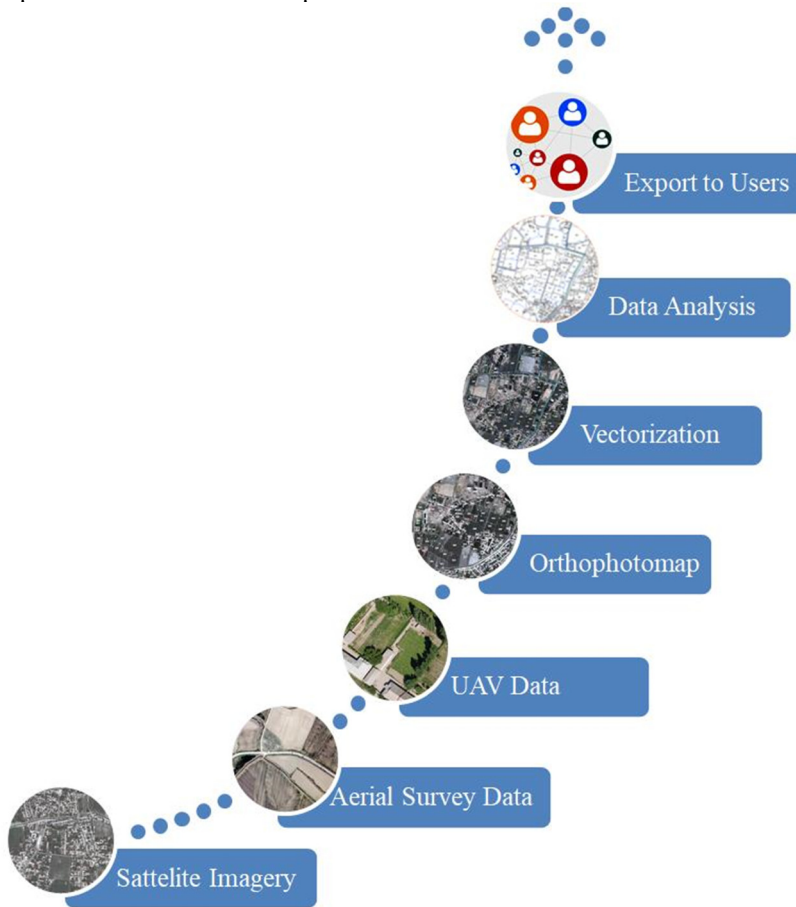 Export to Users
Data Analysis
Vectorization
Orthophotomap
UAV Data
Aerial Survey Data
Sattelite Imagery